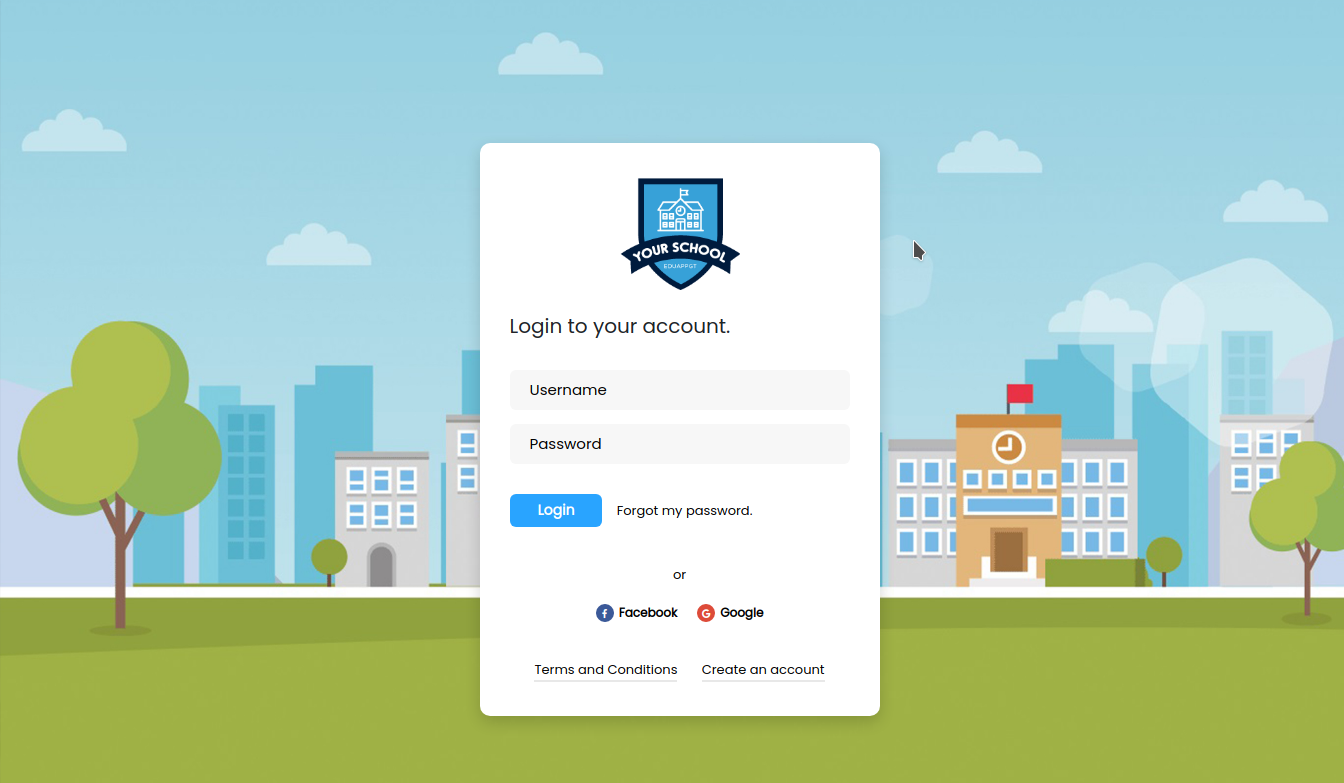 YOUR SCHOOL
EDUAPPGT
Login to your account.
Username
Password
Login Forgot my password.
or
Facebook Google
Terms and Conditions Create an account